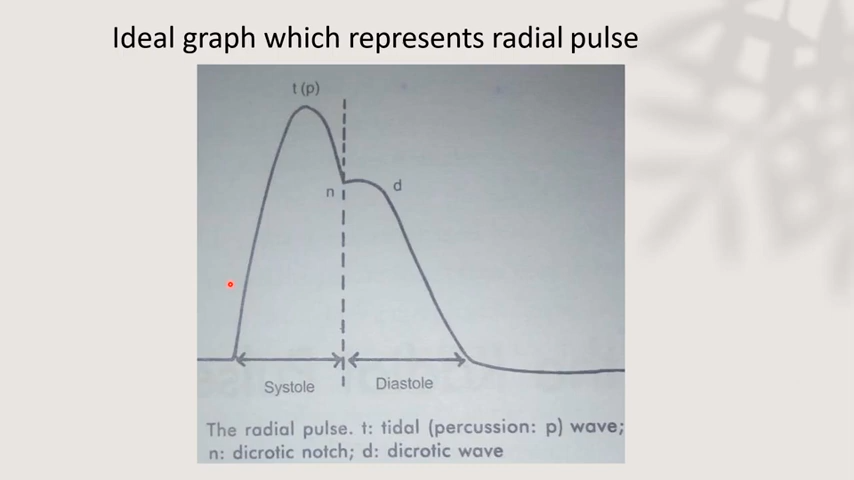 Ideal graph which represents radial pulse
t (p)
n
d
Systole
Diastole
The radial pulse. t: tidal (percussion: p) wave;
n: dicrotic notch; d: dicrotic wave